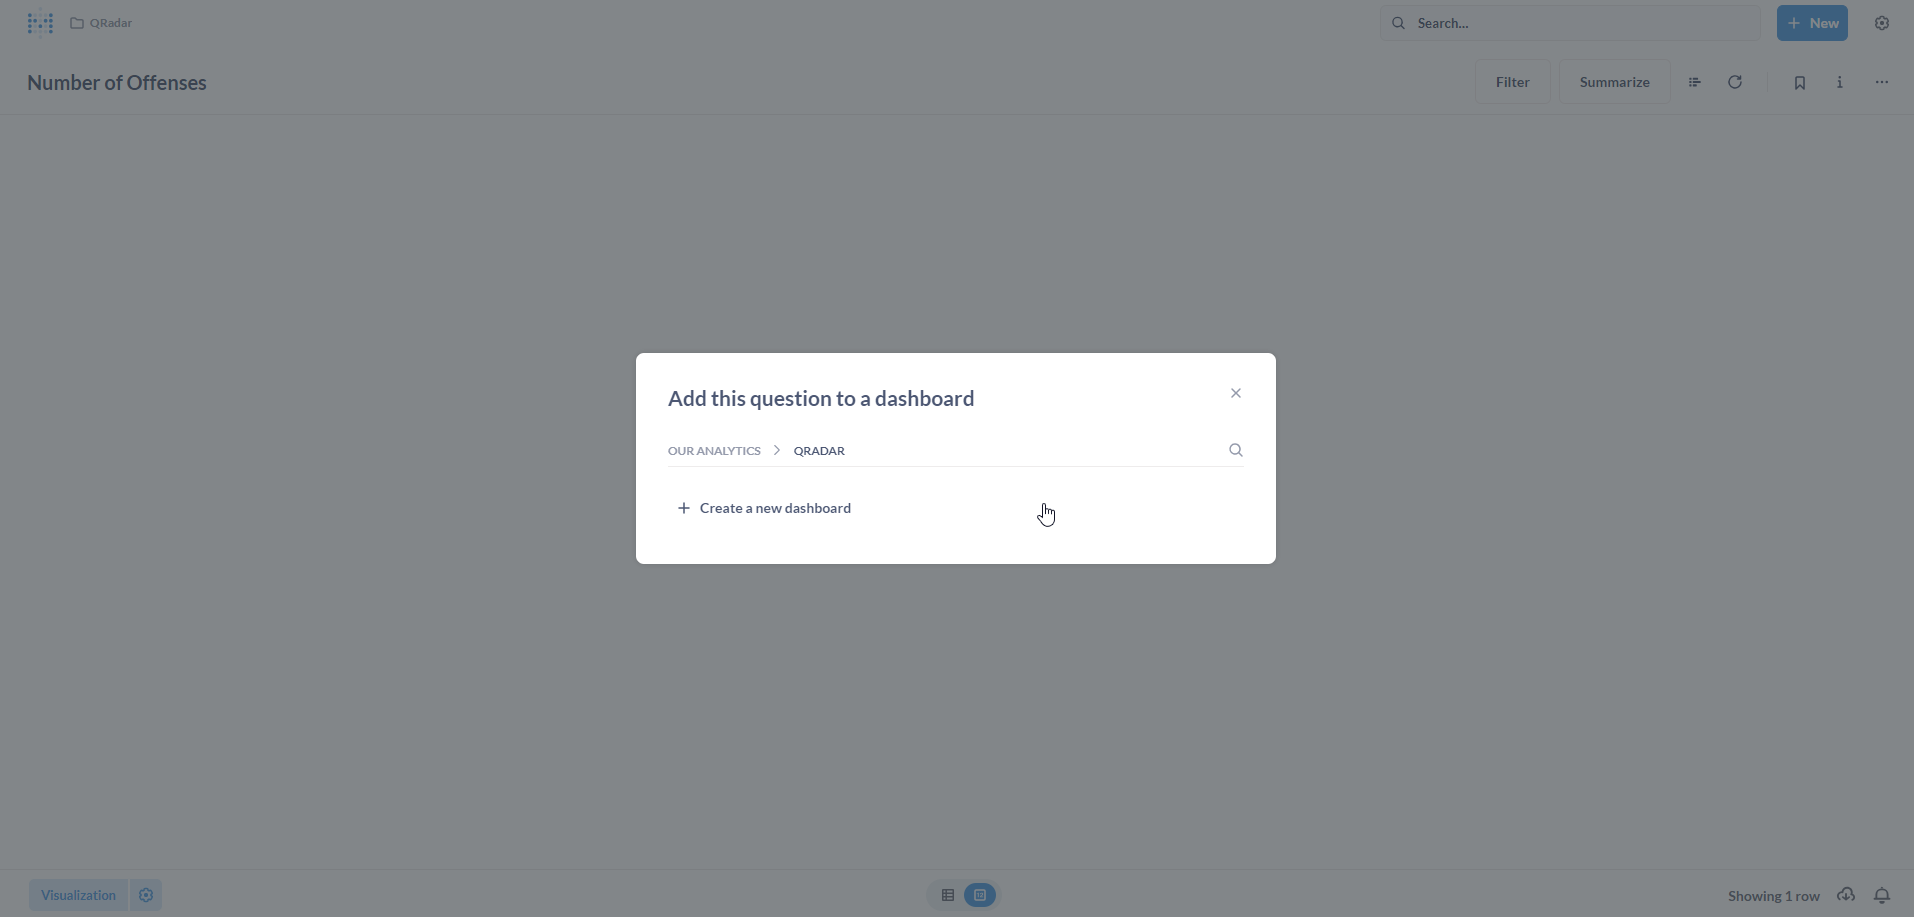 QRadar
Search...
New
Number of Offenses
Filter
Summarize
Add this question to a dashboard
OUR ANALYTICS
QRADAR
Create a new dashboard
Visualization
Showing 1 row